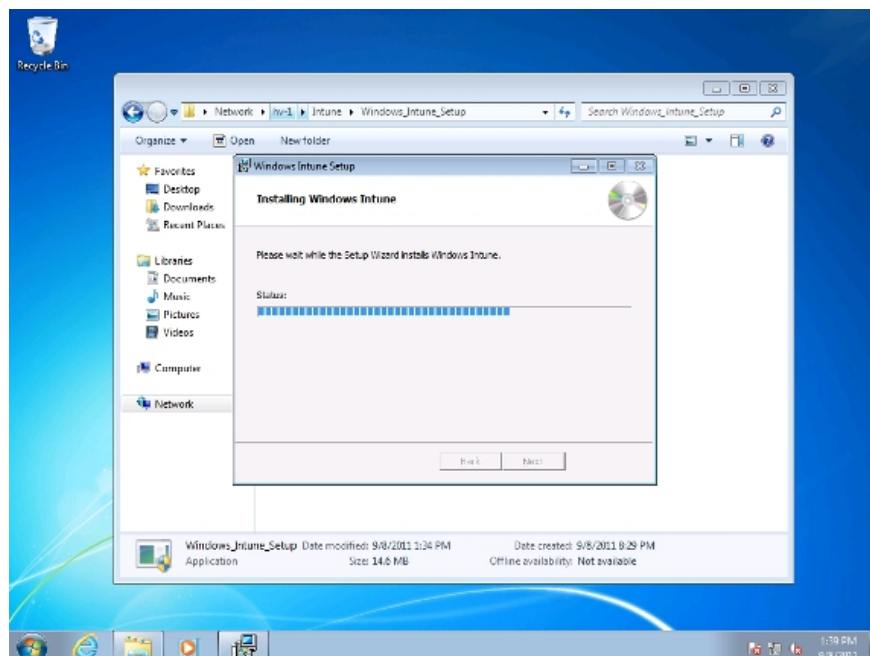 Recycle Bin
Network hv-1 Intune Windows_Intune_Setup
Search Windows_Intune_Setup
Organize Open New folder
Windows Intune Setup
Favorites
Desktop
Downloads
Recent Places
Installing Windows Intune
Please wait while the Setup Wizard installs Windows Intune.
Libraries
Documents
Music
Pictures
Videos
Status:
Computer
Network
Back Next
Windows_Intune_Setup Date modified: 9/8/2011 1:34 PM Date created: 9/8/2011 8:29 PM
Application Size: 14.6 MB Offline availability: Not available
1:39 PM
9/8/2011